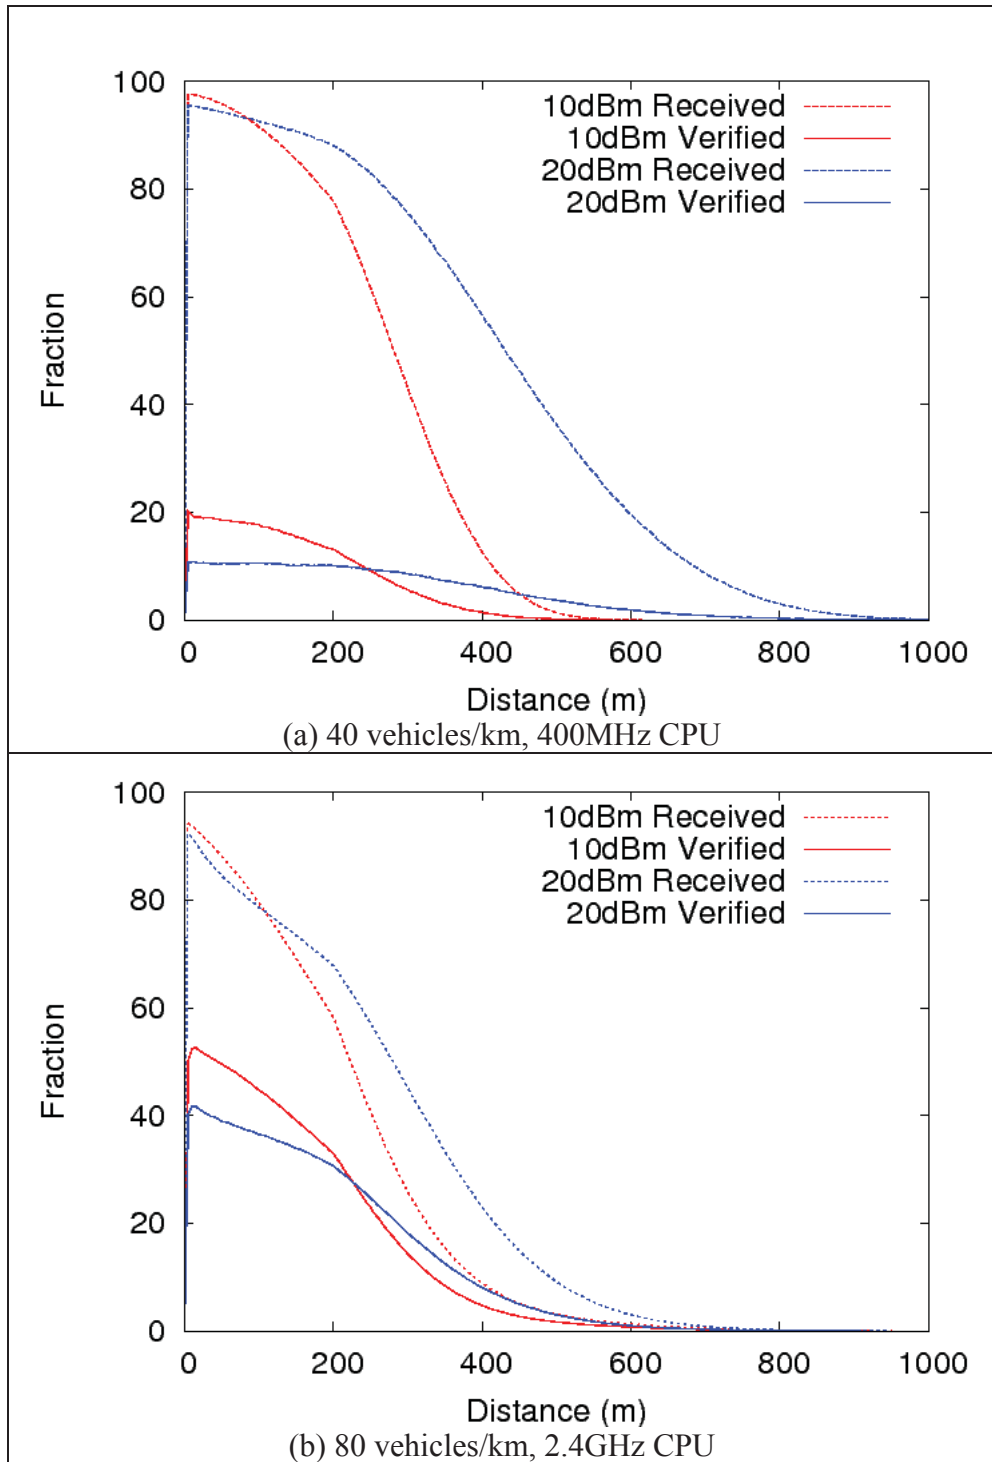 100
80
60
40
20
0
Fraction
10dBm Received
10dBm Verified
20dBm Received
20dBm Verified
0 200 400 600 800 1000
Distance (m)
(a) 40 vehicles/km, 400MHz CPU
100
80
60
40
20
0
Fraction
10dBm Received
10dBm Verified
20dBm Received
20dBm Verified
0 200 400 600 800 1000
Distance (m)
(b) 80 vehicles/km, 2.4GHz CPU